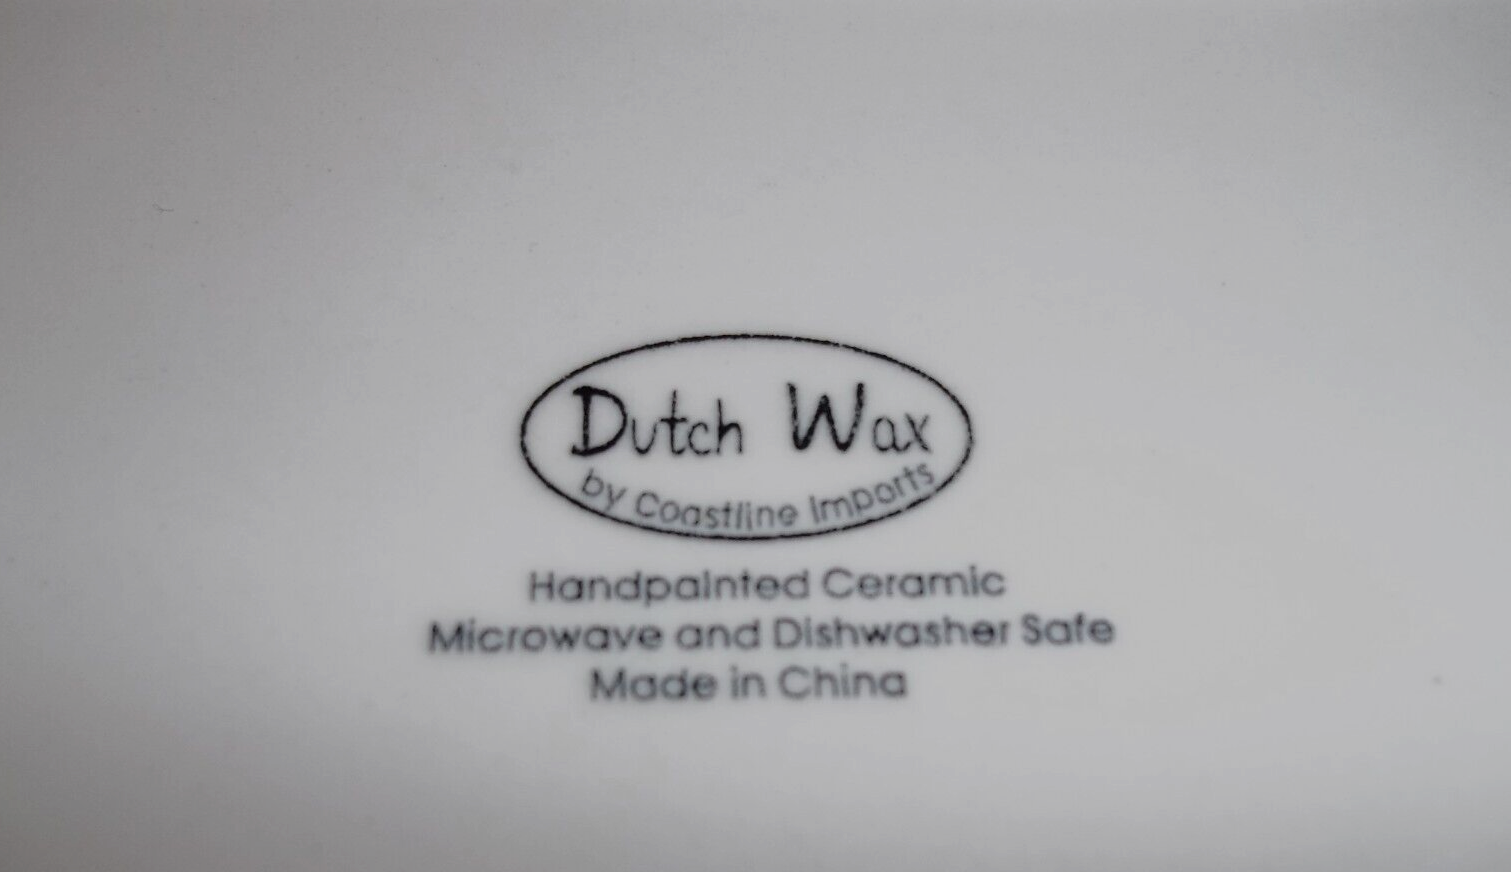 Dutch Wax
by Coastline Imports
Handpainted Ceramic
Microwave and Dishwasher Safe
Made in China